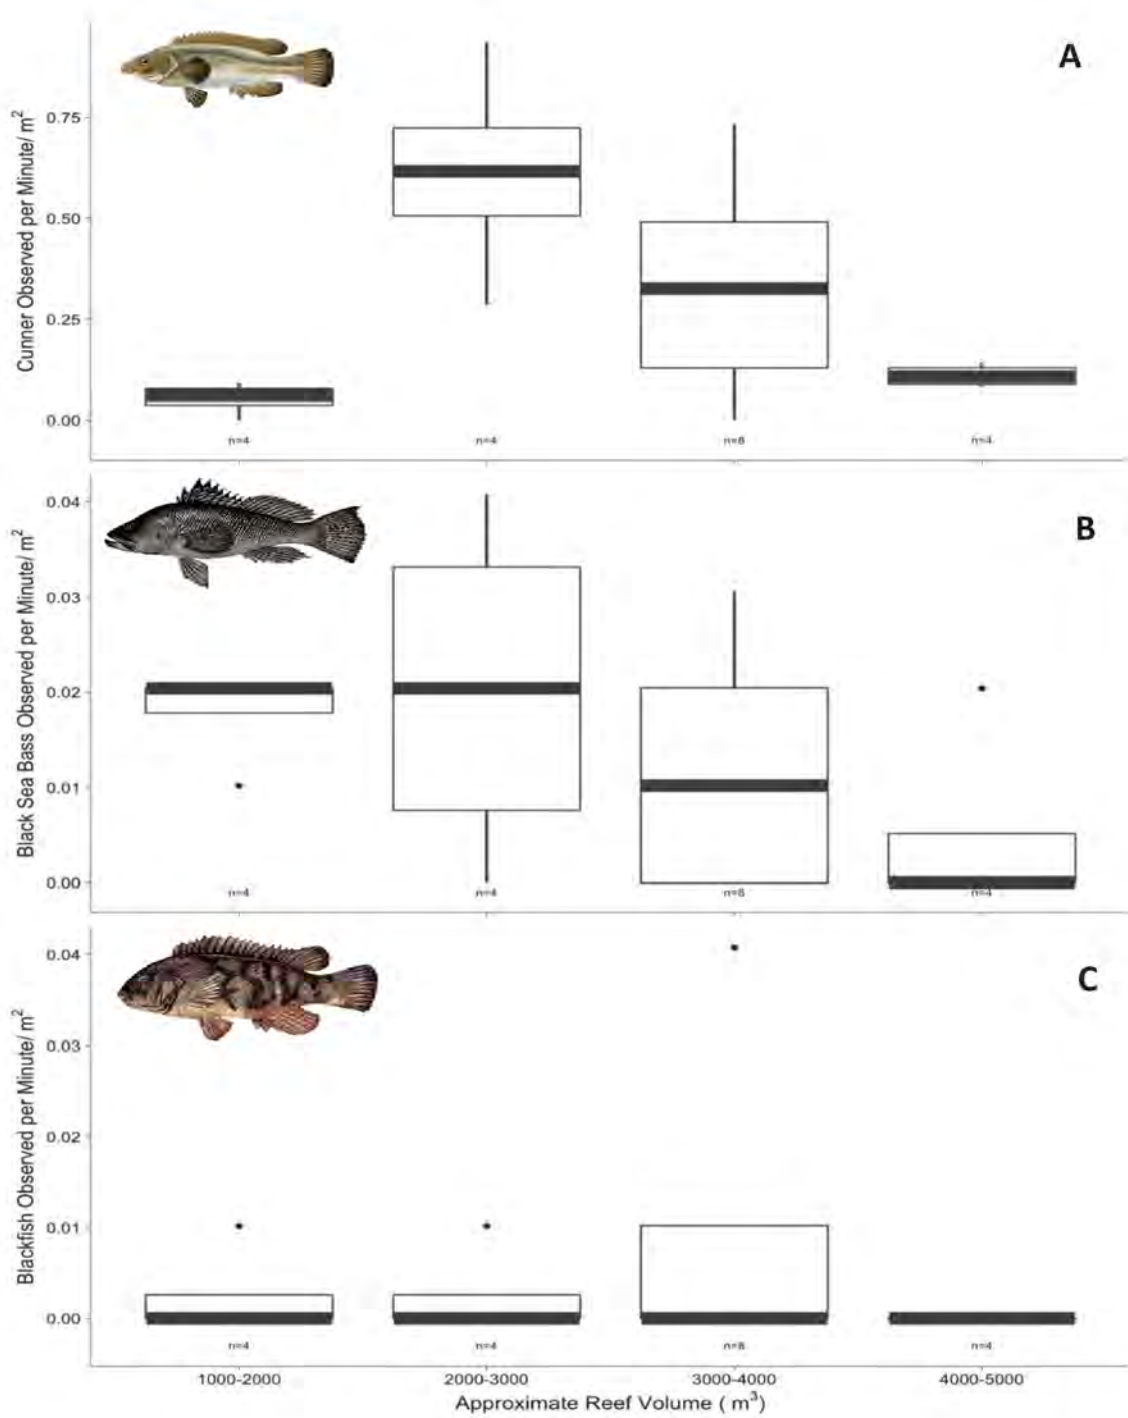 A
Cunner Observed per Minute/ m²
0.75
0.50
0.25
0.00
n=4 n=4 n=8 n=4
B
Black Sea Bass Observed per Minute/ m²
0.04
0.03
0.02
0.01
0.00
n=4 n=4 n=8 n=4
C
Blackfish Observed per Minute/ m²
0.04
0.03
0.02
0.01
0.00
n=4 n=4 n=8 n=4
1000-2000 2000-3000 3000-4000 4000-5000
Approximate Reef Volume ( m³)